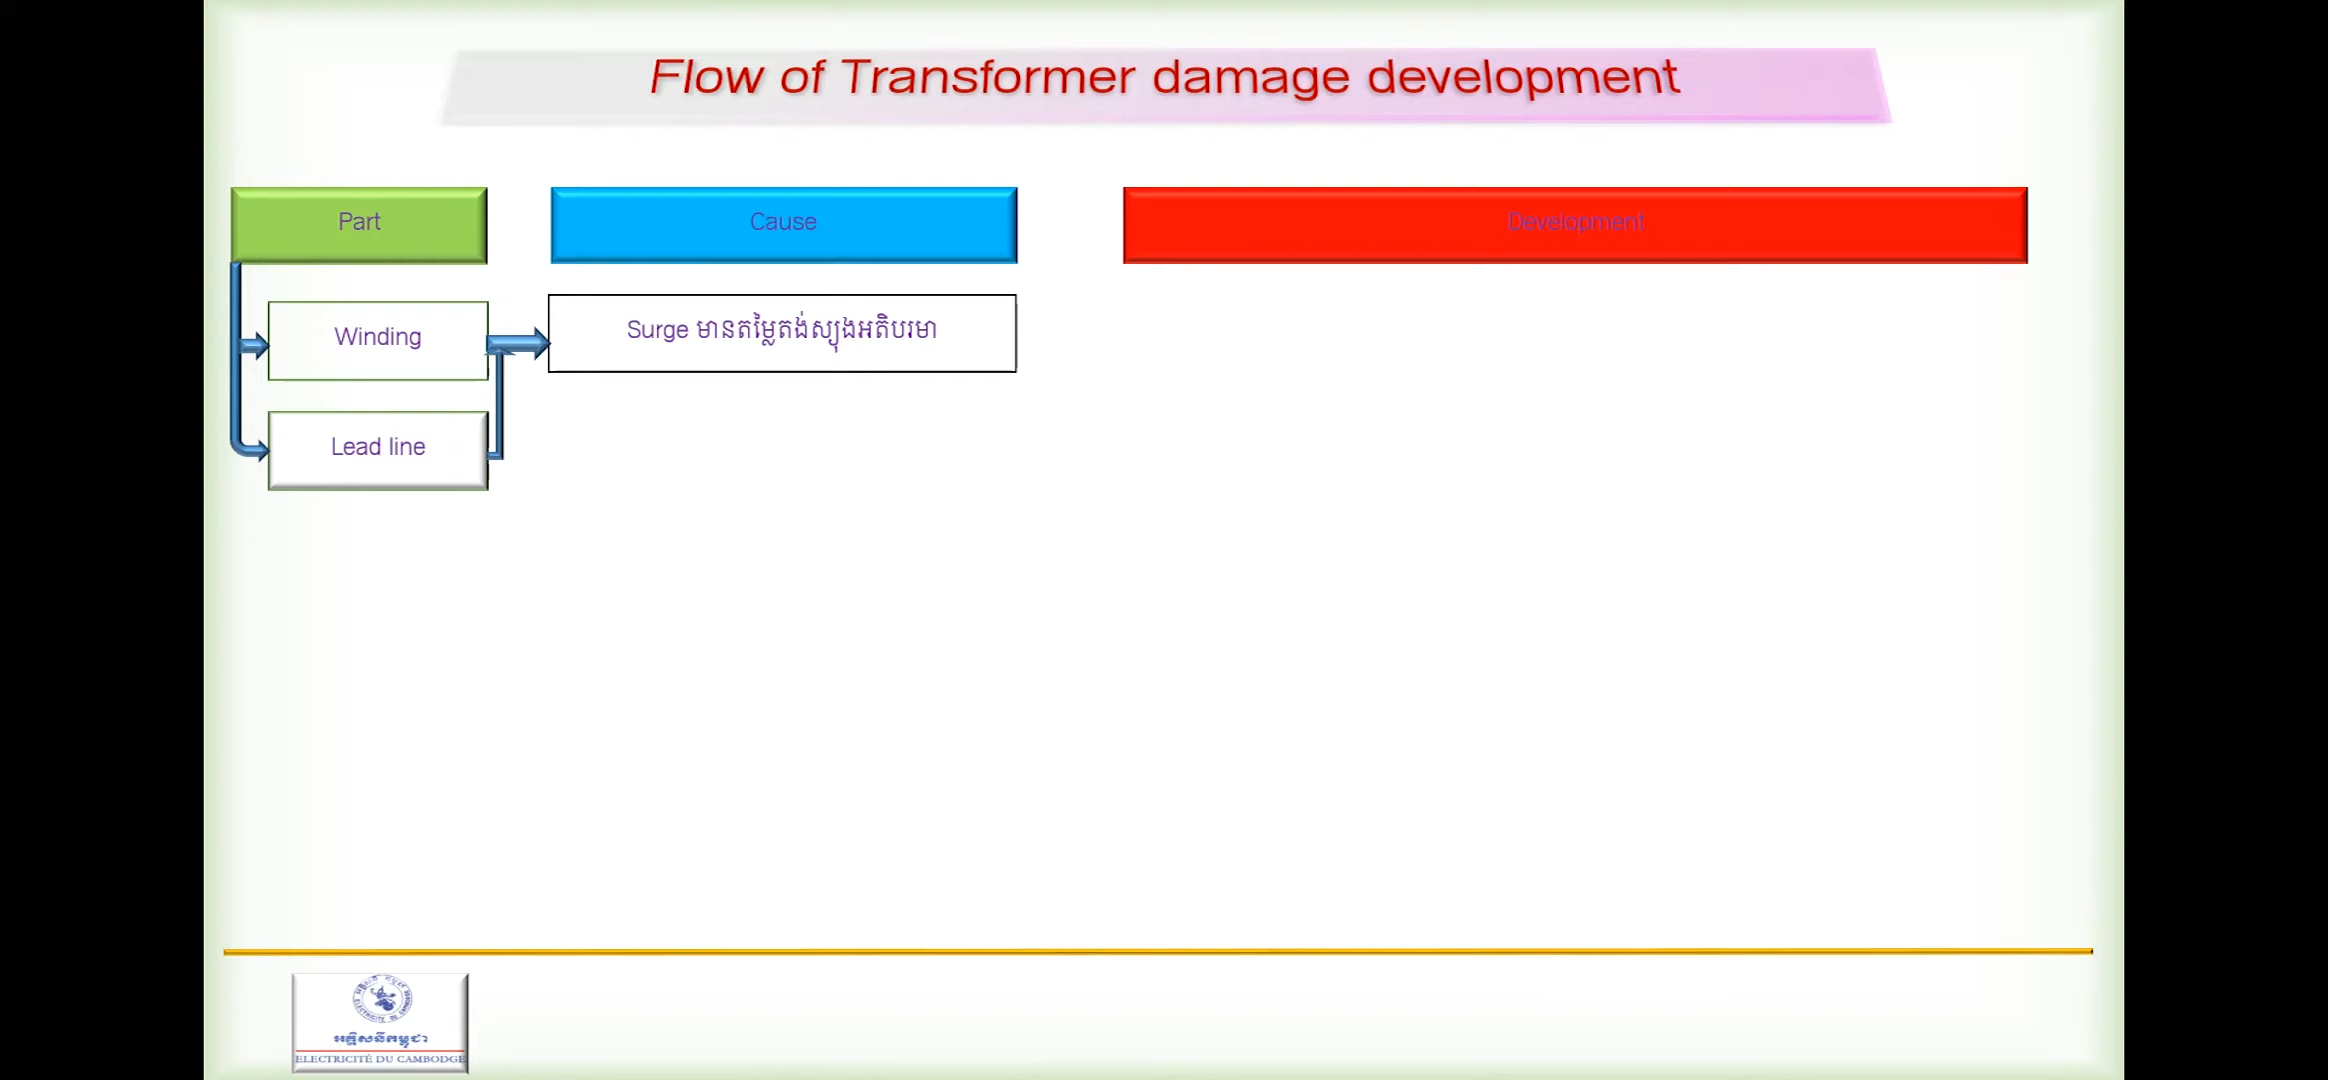 Flow of Transformer damage development
Part
Cause
Development
Winding
Surge មានតម្លៃតង់ស្យុងអតិបរមា
Lead line
អគ្គិសនីកម្ពុជា
ELECTRICITÉ DU CAMBODGE